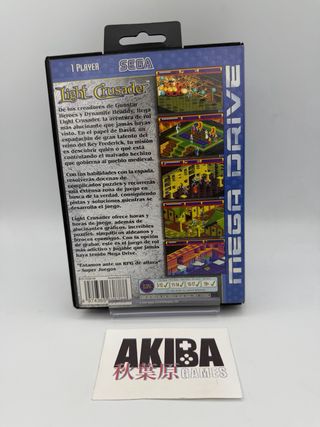 1 PLAYER
SEGA
Light Crusader
De los creadores de Gunstar
Heroes y Dynamite Headdy, llega
Light Crusader, la aventura de rol
más alucinante que jamás hayas
visto. En el papel de David, un
espadachín de gran talento del
reino del Rey Frederick, tu misión
es descubrir quién o qué está
controlando el malvado hechizo
que gobierna al pueblo medieval.
Con tus habilidades con la espada,
resolverás docenas de
complicados puzzles y recorrerás
una extensa zona de juego en
busca de la verdad, consiguiendo
pistas y soluciones mientras se
desarrolla el juego.
Light Crusader ofrece horas y
horas de juego, además de
alucinantes gráficos, increíbles
puzzles, simpáticos aldeanos y
feroces enemigos. Con la opción
de grabar, este es el juego de rol
más adictivo y jugable que jamás
haya tenido Mega Drive.
"Estamos ante un RPG de altura"
- Super Juegos
MEGA DRIVE
AKIBA
秋葉原
GAMES